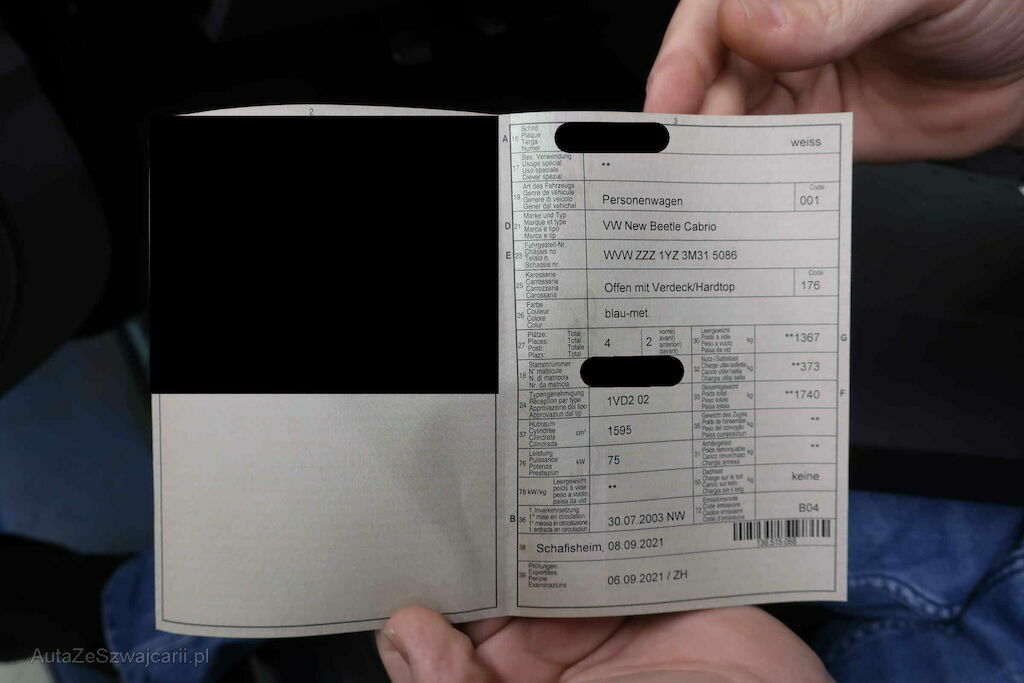 2
3
A 15 Schild
Plaque
Targa
Numer
weiss
17 Bes. Verwendung
Usage spécial
Uso speciale
Diever spezial
**
19 Art des Fahrzeugs
Genre de véhicule
Genere di veicolo
Gener dal vehichel
Personenwagen
Code
001
D 21 Marke und Typ
Marque et type
Marca e tipo
Marca e tip
VW New Beetle Cabrio
E 23 Fahrgestell-Nr.
Châssis no
Telaio n.
Schassis nr.
WVW ZZZ 1YZ 3M31 5086
25 Karosserie
Carrosserie
Carrozzeria
Carossaria
Offen mit Verdeck/Hardtop
Code
176
26 Farbe
Couleur
Colore
Colur
blau-met.
27 Plätze: Total
Places: Total
Posti: Totale
Plazs: Total
4
2
vorne)
avant)
anteriori)
davant)
30 Leergewicht
Poids à vide kg
Peso a vuoto
Paisa da vid
**1367
G
18 Stammnummer
N° matricule
N. di matricola
Nr. da matricla
32 Nutz-/Sattellast
Charge utile/sellette kg
Carico utile/sella
Chargia utila/sella
**373
24 Typengenehmigung
Réception par type
Approvazione del tipo
Approvaziun dal tip
1VD2 02
33 Gesamtgewicht
Poids total kg
Peso totale
Paisa totala
**1740
F
37 Hubraum
Cylindrée cm³
Cilindrata
Cilindrada
1595
35 Gewicht des Zuges
Poids de l'ensemble kg
Peso del convoglio
Paisa cumposiziun
**
76 Leistung
Puissance kW
Potenza
Prestaziun
75
31 Anhängelast
Poids remorquable kg
Carico rimorchiato
Chargia annexa
**
78 kW/kg Leergewicht
poids à vide
peso a vuoto
paisa da vid
**
55 Dachlast
Charge sur le toit kg
Carico sul tetto
Chargia sin il tetg
keine
B 36 1. Inverkehrsetzung
1re mise en circulation
1a messa in circolazione
1. entrada en circulaziun
30.07.2003 NW
72 Emissionscode
Code émissions
Codice emissioni
Code d'emissiuns
B04
38 Schafisheim, 08.09.2021
136 515 068
39 Prüfungen
Expertises
Perizie
Examinaziuns
06.09.2021 / ZH
AutaZeSzwajcarii.pl